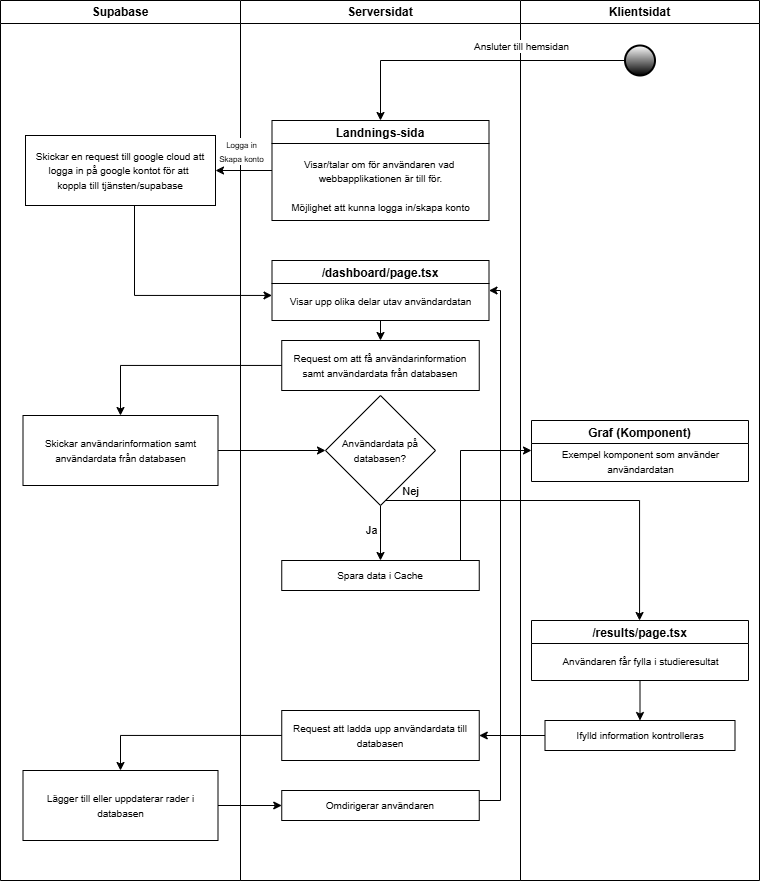 Supabase
Serversidat
Klientsidat
Ansluter till hemsidan
Landnings-sida
Visar/talar om för användaren vad
webbapplikationen är till för.
Möjlighet att kunna logga in/skapa konto
Logga in
Skapa konto
Skickar en request till google cloud att
logga in på google kontot för att
koppla till tjänsten/supabase
/dashboard/page.tsx
Visar upp olika delar utav användardatan
Request om att få användarinformation
samt användardata från databasen
Skickar användarinformation samt
användardata från databasen
Användardata på
databasen?
Graf (Komponent)
Exempel komponent som använder
användardatan
Nej
Ja
Spara data i Cache
/results/page.tsx
Användaren får fylla i studieresultat
Ifylld information kontrolleras
Request att ladda upp användardata till
databasen
Lägger till eller uppdaterar rader i
databasen
Omdirigerar användaren